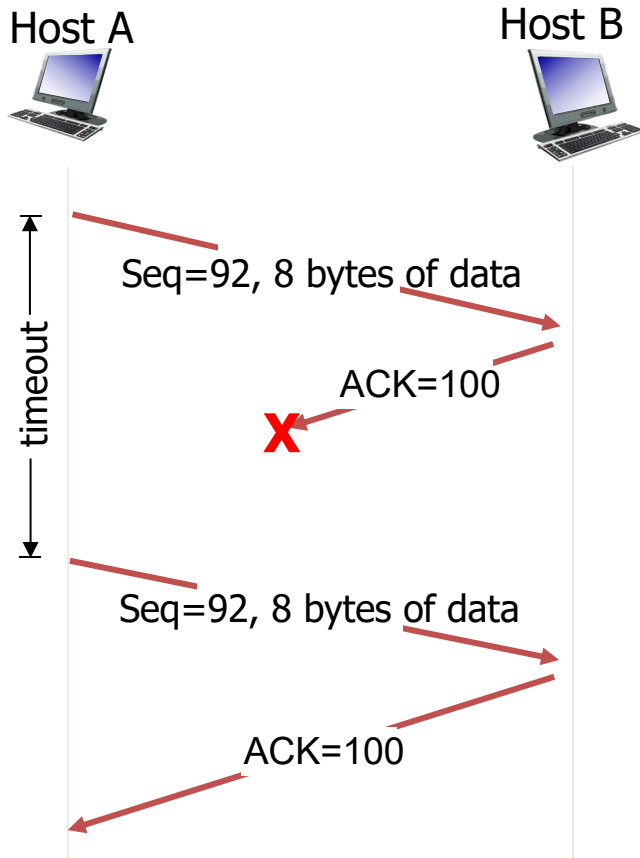 Host A
Host B
Seq=92, 8 bytes of data
ACK=100
X
timeout
Seq=92, 8 bytes of data
ACK=100